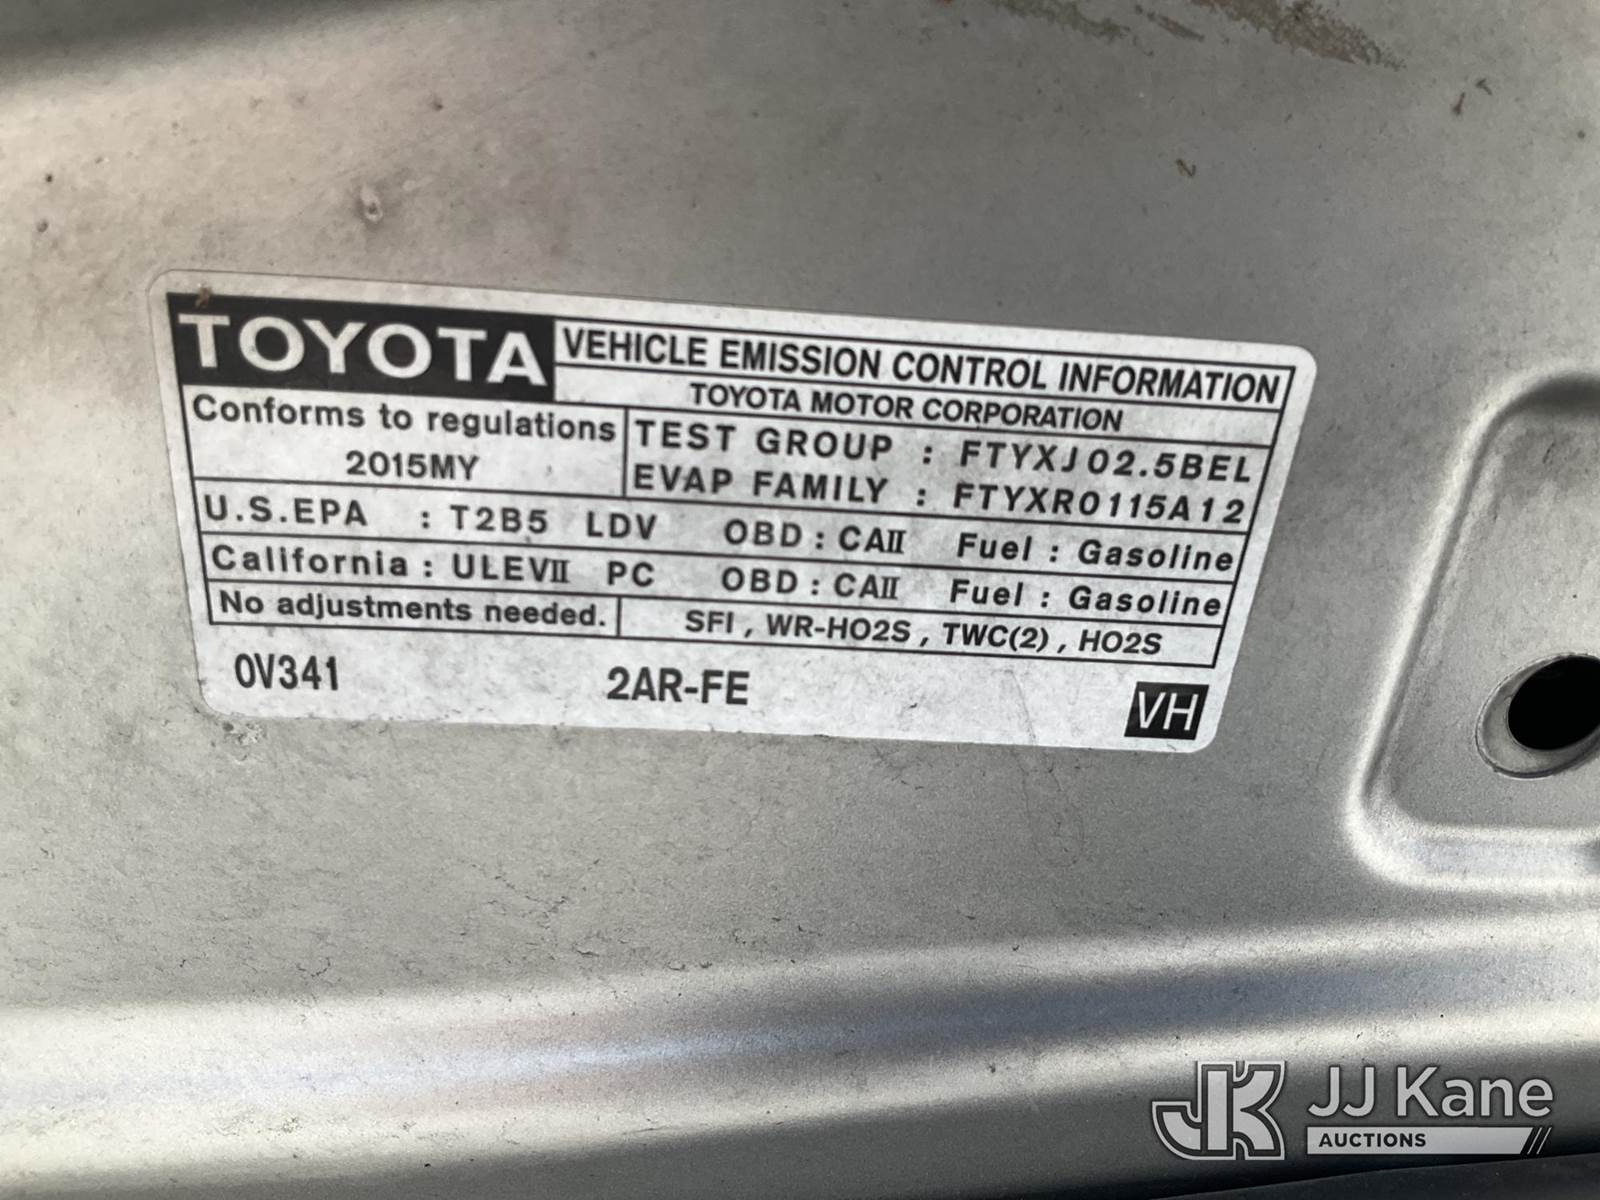 TOYOTA VEHICLE EMISSION CONTROL INFORMATION
TOYOTA MOTOR CORPORATION
Conforms to regulations
2015MY
TEST GROUP : FTYXJ02.5BEL
EVAP FAMILY : FTYXR0115A12
U.S.EPA : T2B5 LDV OBD : CAII Fuel : Gasoline
California : ULEVII PC OBD : CAII Fuel : Gasoline
No adjustments needed. SFI , WR-HO2S , TWC(2) , HO2S
0V341 2AR-FE VH
JK JJ Kane
AUCTIONS